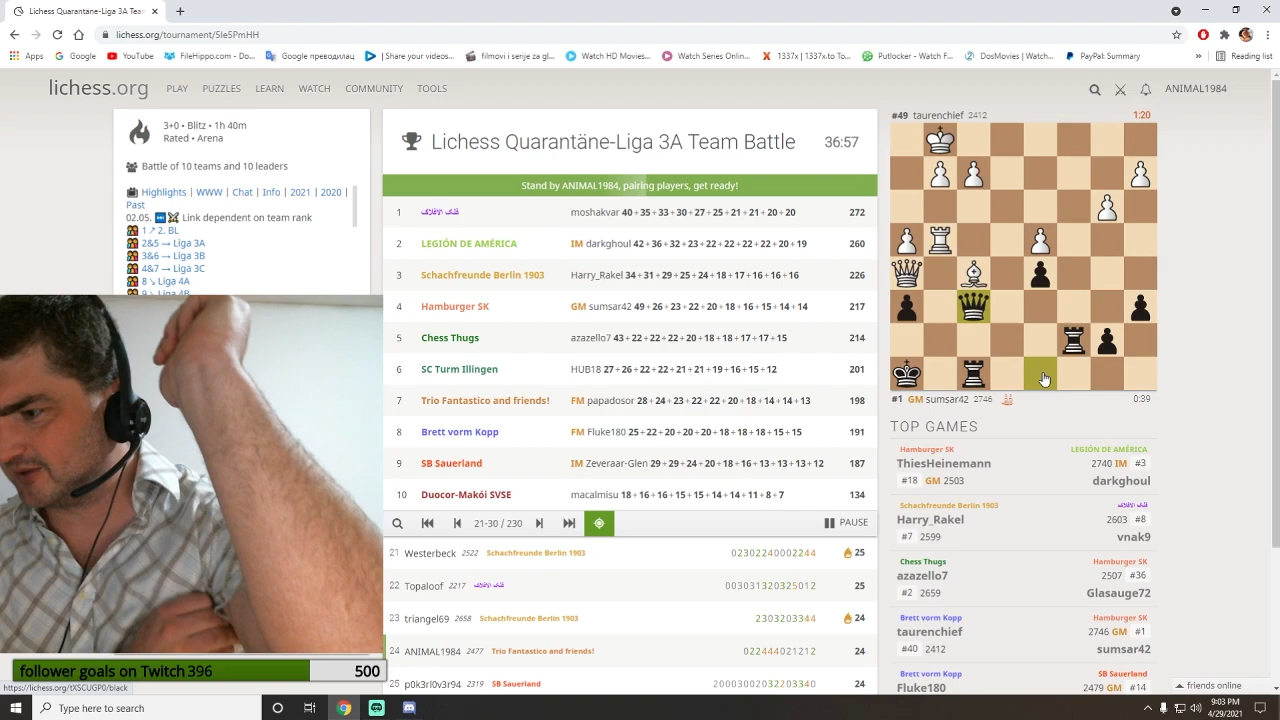 3a Lichess Quarantäne-Liga 3A Tea
lichess.org/tournament/5IeSPmHH
Apps
Google
YouTube
FileHippo.com - Do...
Google преводилац
| Share your videos...
filmovi i serije za gle...
Watch HD Movies...
Watch Series Onlin...
1337x | 1337x.to To...
Putlocker - Watch F...
DosMovies | Watch...
PayPal: Summary
»
Reading list
lichess.org
PLAY
PUZZLES
LEARN
WATCH
COMMUNITY
TOOLS
ANIMAL1984
3+0 • Blitz • 1h 40m
Rated • Arena
Battle of 10 teams and 10 leaders
Highlights | WWW | Chat | Info | 2021 | 2020 |
Past
02.05. Link dependent on team rank
1↗ 2. BL
2&5 → Liga 3A
3&6 → Liga 3B
4&7 → Liga 3C
8 ↘ Liga 4A
9 ↘ Liga 4B
Lichess Quarantäne-Liga 3A Team Battle
36:57
Stand by ANIMAL1984, pairing players, get ready!
1 moshakvar 40+35+33+30+27+25+21+21+20+20 272
2 LEGIÓN DE AMÉRICA IM darkghoul 42+36+32+23+22+22+22+22+20+19 260
3 Schachfreunde Berlin 1903 Harry_Rakel 34+31+29+25+24+18+17+16+16+16 226
4 Hamburger SK GM sumsar42 49+26+23+22+20+18+16+15+14+14 217
5 Chess Thugs azazello7 43+22+22+22+20+18+18+17+17+15 214
6 SC Turm Illingen HUB18 27+26+22+22+21+21+19+16+15+12 201
7 Trio Fantastico and friends! FM papadosor 28+24+23+22+22+20+18+14+14+13 198
8 Brett vorm Kopp FM Fluke180 25+22+20+20+20+18+18+18+15+15 191
9 SB Sauerland IM Zeveraar-Glen 29+29+24+20+18+16+13+13+13+12 187
10 Duocor-Makói SVSE macalmisu 18+16+16+15+15+14+14+11+8+7 134
21-30 / 230
PAUSE
21 Westerbeck 2522 Schachfreunde Berlin 1903 02302240002244 25
22 Topaloof 2217 003031320325012 25
23 triangel69 2658 Schachfreunde Berlin 1903 2303203344 24
24 ANIMAL1984 2477 Trio Fantastico and friends! 022444021212 24
25 p0k3rl0v3r94 2319 SB Sauerland 20003002032203340 24
#49 taurenchief 2412
1:20
#1 GM sumsar42 2746
0:39
TOP GAMES
Hamburger SK
LEGIÓN DE AMÉRICA
ThiesHeinemann
2740 IM #3
#18 GM 2503
darkghoul
Schachfreunde Berlin 1903
Harry_Rakel
2603 #8
#7 2599
vnak9
Chess Thugs
Hamburger SK
azazello7
2507 #36
#2 2659
Glasauge72
Brett vorm Kopp
Hamburger SK
taurenchief
2746 GM #1
#40 2412
sumsar42
Brett vorm Kopp
SB Sauerland
Fluke180
2479 GM #14
friends online
follower goals on Twitch 396
500
https://lichess.org/tXSCUGP0/black
Type here to search